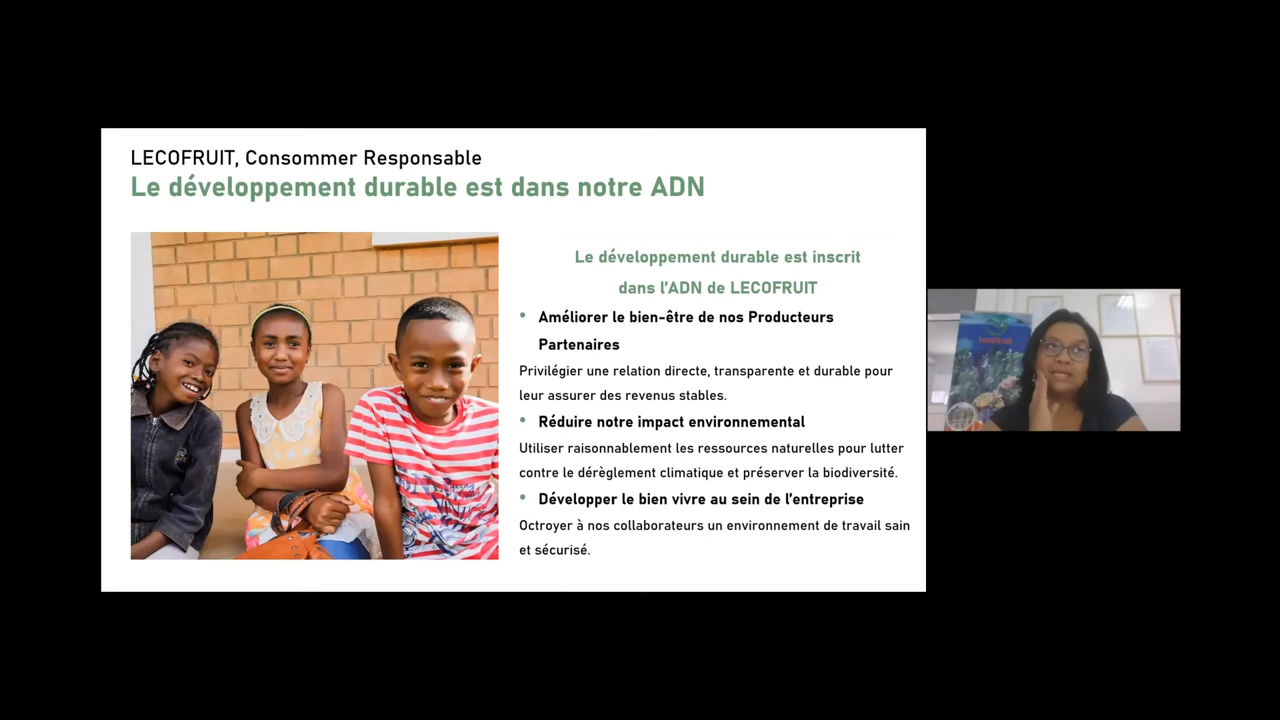 LECOFRUIT, Consommer Responsable
Le développement durable est dans notre ADN
Le développement durable est inscrit
dans l'ADN de LECOFRUIT
• Améliorer le bien-être de nos Producteurs
Partenaires
Privilégier une relation directe, transparente et durable pour
leur assurer des revenus stables.
• Réduire notre impact environnemental
Utiliser raisonnablement les ressources naturelles pour lutter
contre le dérèglement climatique et préserver la biodiversité.
• Développer le bien vivre au sein de l'entreprise
Octroyer à nos collaborateurs un environnement de travail sain
et sécurisé.
Lecofruit